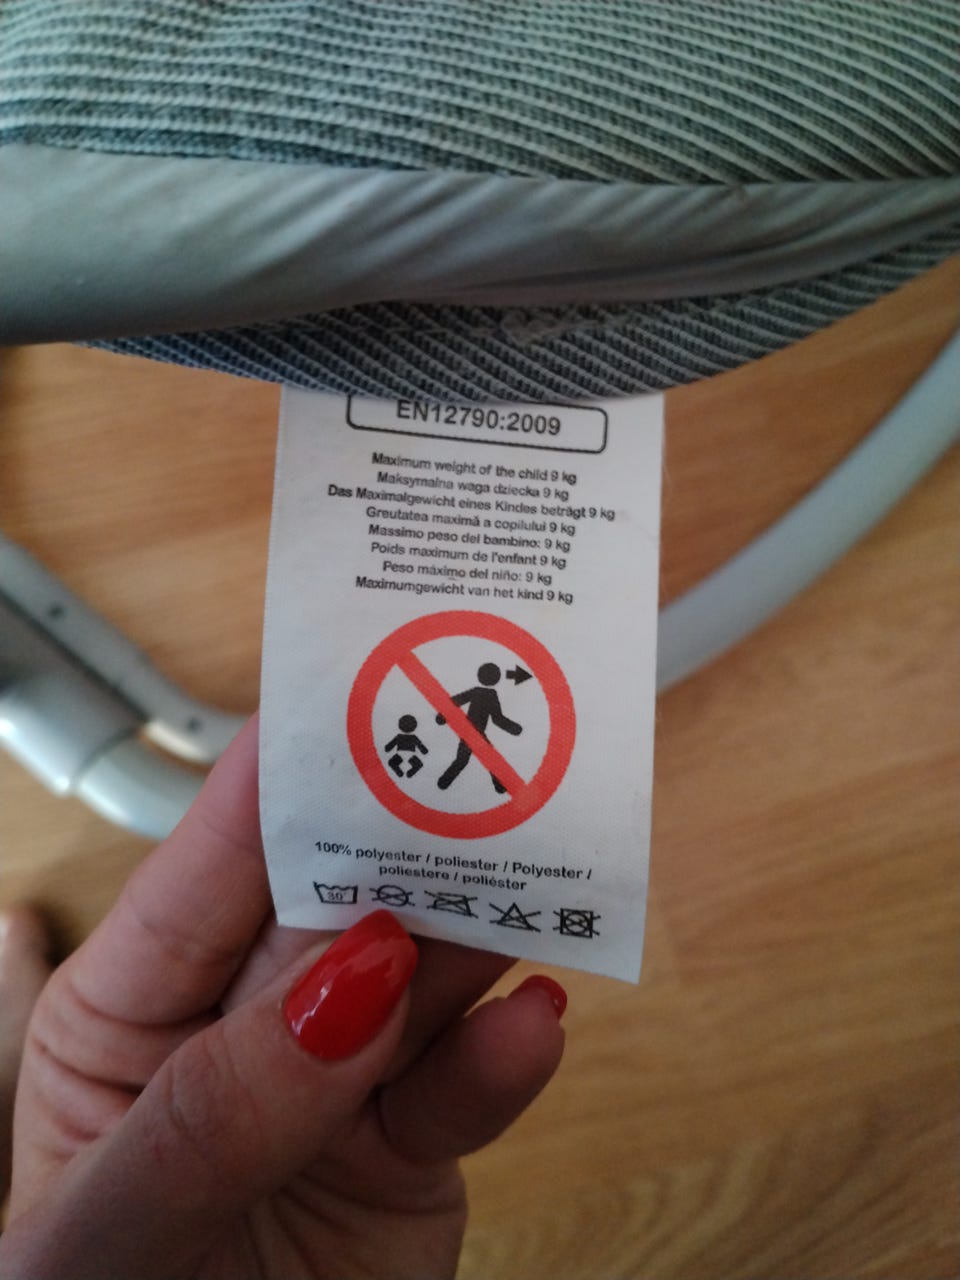 EN12790:2009
Maximum weight of the child 9 kg
Maksymalna waga dziecka 9 kg
Das Maximalgewicht eines Kindes beträgt 9 kg
Greutatea maximă a copilului 9 kg
Massimo peso del bambino: 9 kg
Poids maximum de l'enfant 9 kg
Peso máximo del niño: 9 kg
Maximumgewicht van het kind 9 kg
100% polyester / poliester / Polyester /
poliestere / poliéster
30°